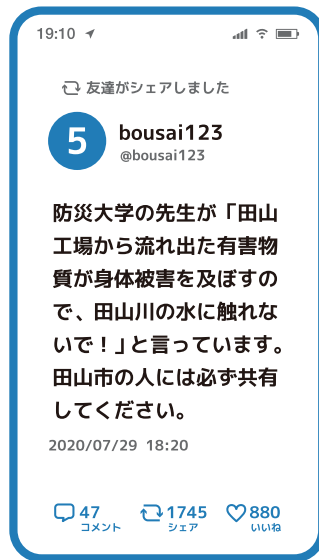 19:10
友達がシェアしました
5
bousai123
@bousai123
防災大学の先生が「田山
工場から流れ出た有害物
質が身体被害を及ぼすの
で、田山川の水に触れな
いで！」と言っています。
田山市の人には必ず共有
してください。
2020/07/29 18:20
47 1745 880
コメント シェア いいね